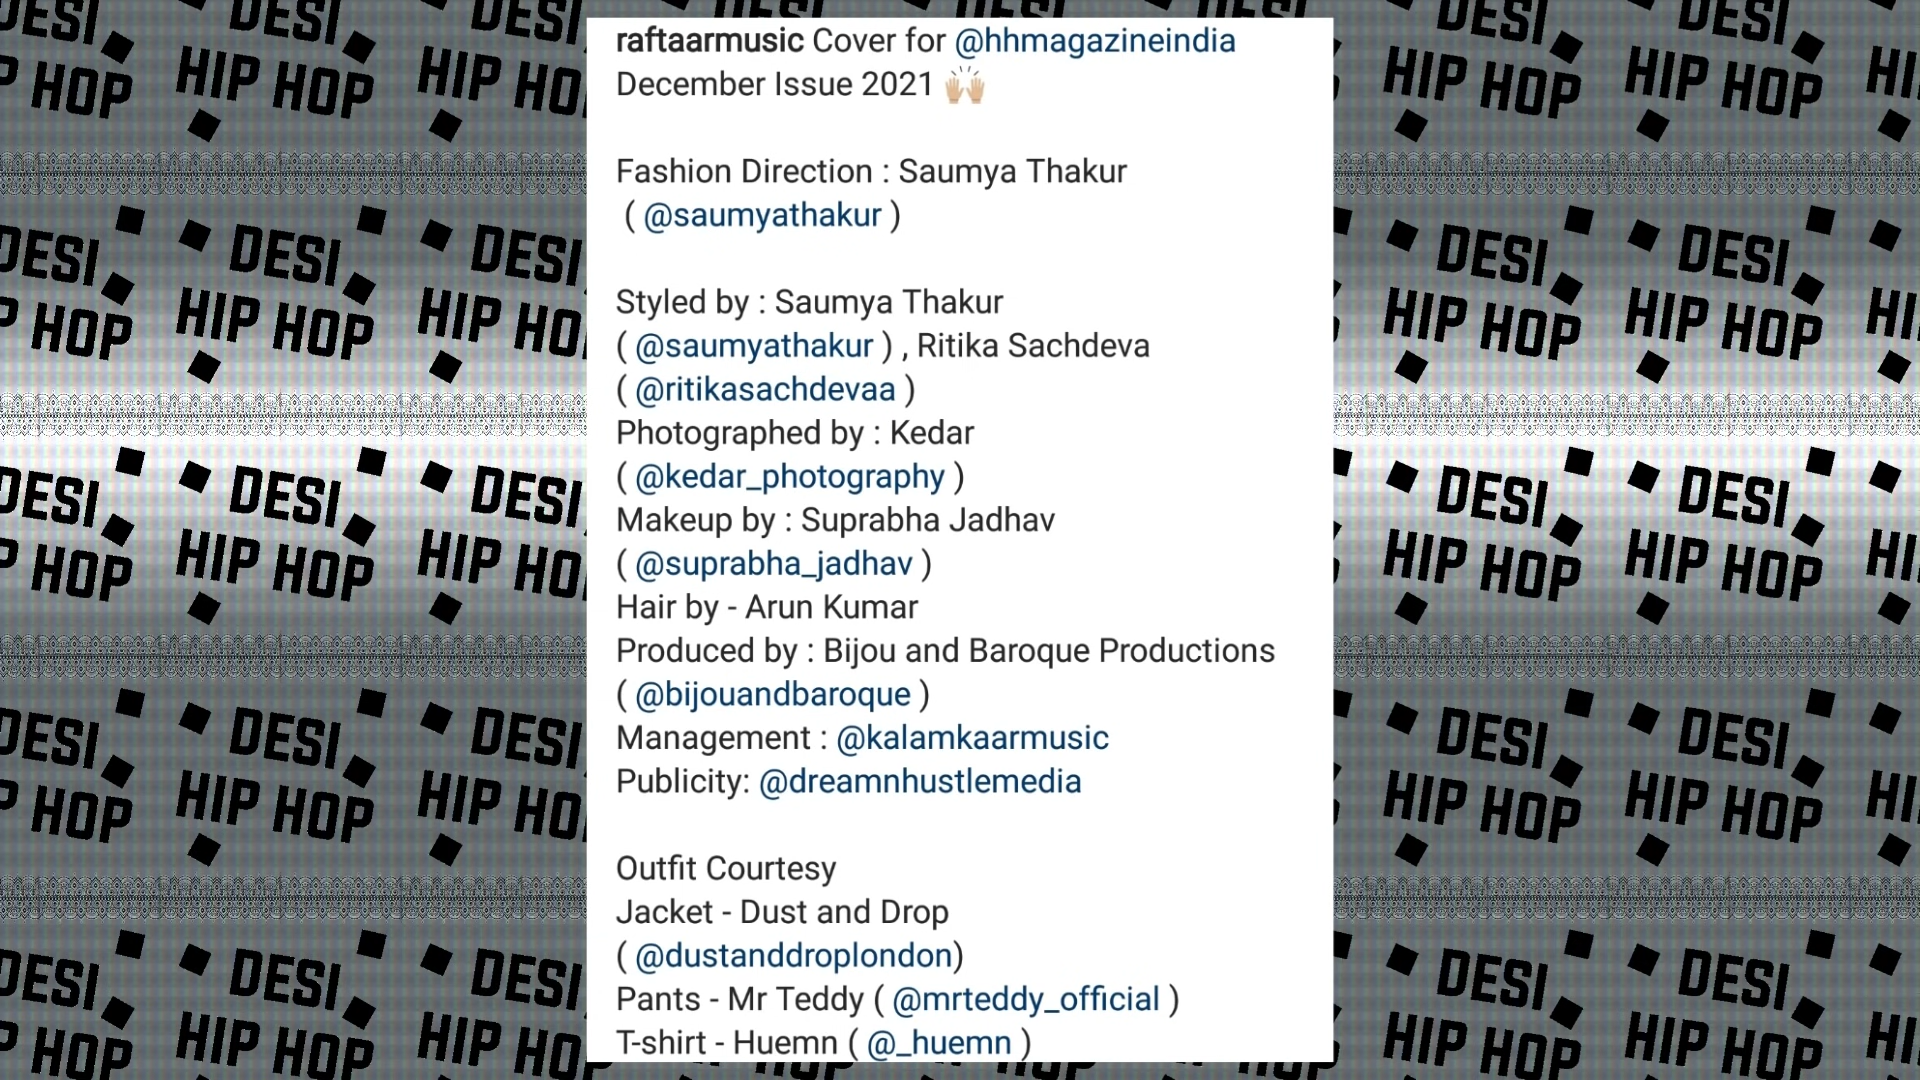 raftaarmusic Cover for @hhmagazineindia
December Issue 2021 🙌🏼
Fashion Direction : Saumya Thakur
( @saumyathakur )
Styled by : Saumya Thakur
( @saumyathakur ) , Ritika Sachdeva
( @ritikasachdevaa )
Photographed by : Kedar
( @kedar_photography )
Makeup by : Suprabha Jadhav
( @suprabha_jadhav )
Hair by - Arun Kumar
Produced by : Bijou and Baroque Productions
( @bijouandbaroque )
Management : @kalamkaarmusic
Publicity: @dreamnhustlemedia
Outfit Courtesy
Jacket - Dust and Drop
( @dustanddroplondon)
Pants - Mr Teddy ( @mrteddy_official )
T-shirt - Huemn ( @_huemn )
DESI
HIP HOP